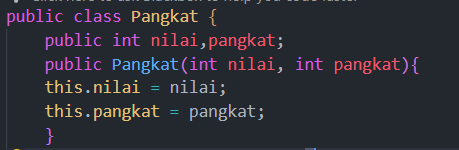 public class Pangkat {
public int nilai,pangkat;
public Pangkat(int nilai, int pangkat){
this.nilai = nilai;
this.pangkat = pangkat;
}